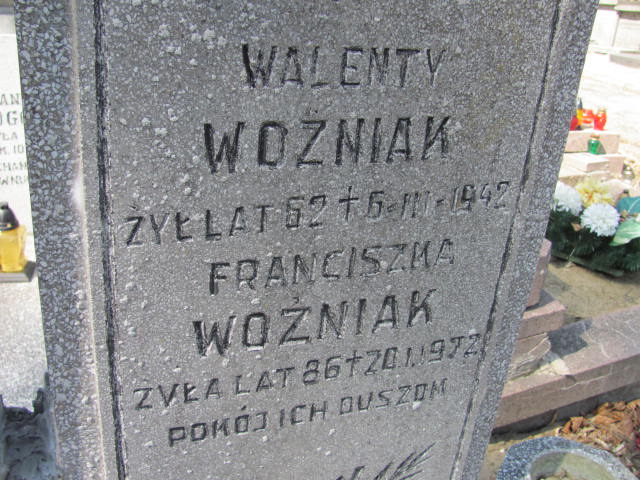 WALENTY
WOŹNIAK
ŻYŁ LAT 62 † 6-III-1942
FRANCISZKA
WOŹNIAK
ŻYŁA LAT 86 † 20.I.1972
POKÓJ ICH DUSZOM